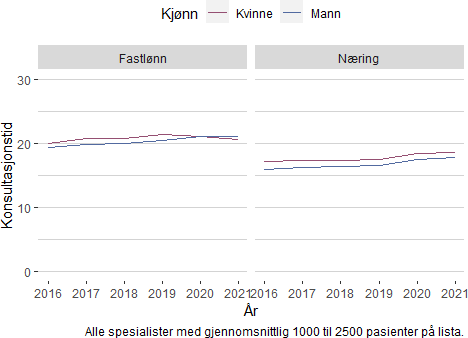 Kjønn Kvinne Mann
Fastlønn Næring
Konsultasjonstid
30
20
10
0
2016 2017 2018 2019 2020 2021 2016 2017 2018 2019 2020 2021
År
Alle spesialister med gjennomsnittlig 1000 til 2500 pasienter på lista.